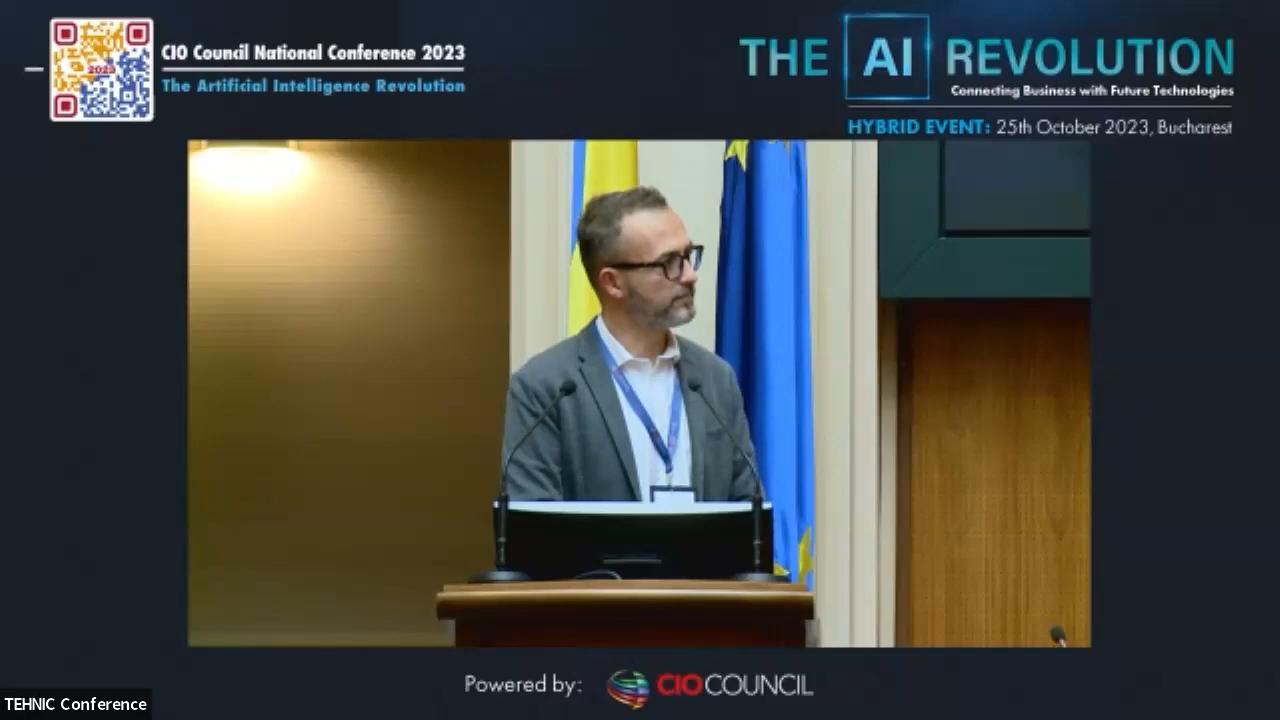 CIO Council National Conference 2023
The Artificial Intelligence Revolution
2023
THE AI REVOLUTION
Connecting Business with Future Technologies
HYBRID EVENT: 25th October 2023, Bucharest
Powered by: CIOCOUNCIL
TEHNIC Conference